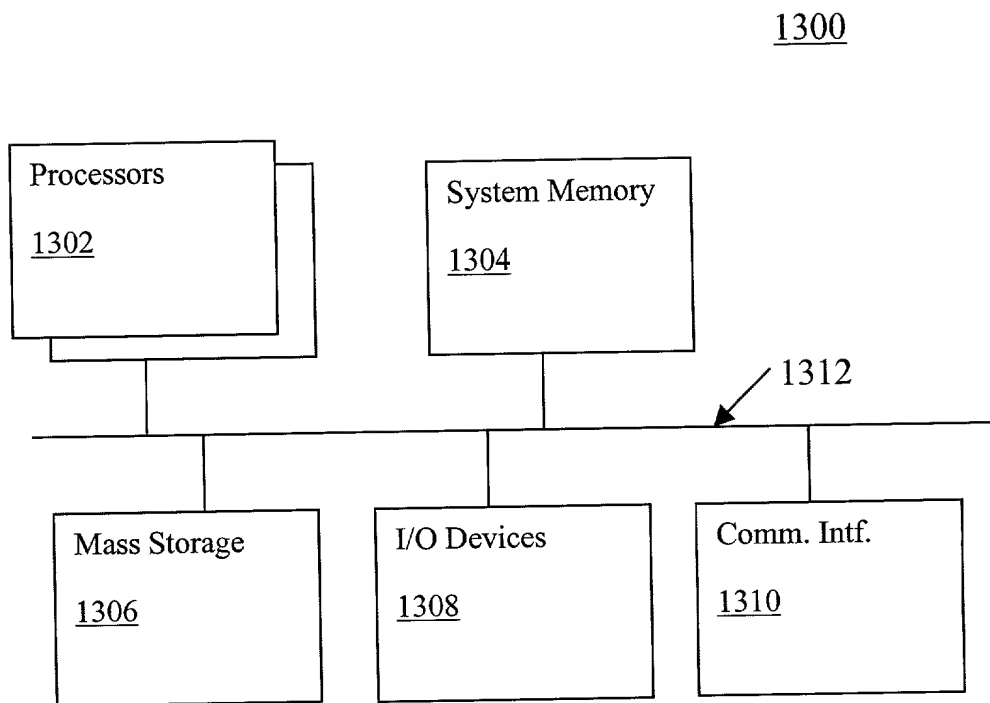 1300
Processors
1302
System Memory
1304
1312
Mass Storage
1306
I/O Devices
1308
Comm. Intf.
1310